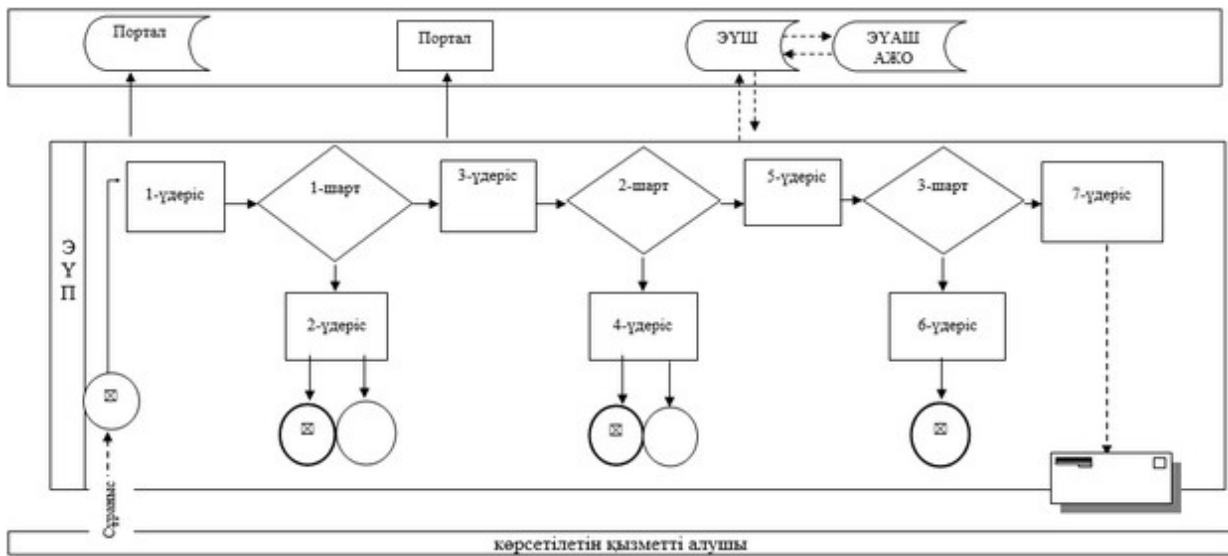 Портал
Портал
ЭҮШ
ЭҮАШ
АЖО
ЭҮП
1-үдеріс
1-шарт
3-үдеріс
2-шарт
5-үдеріс
3-шарт
7-үдеріс
2-үдеріс
4-үдеріс
6-үдеріс
Сұраныс
көрсетілетін қызметті алушы